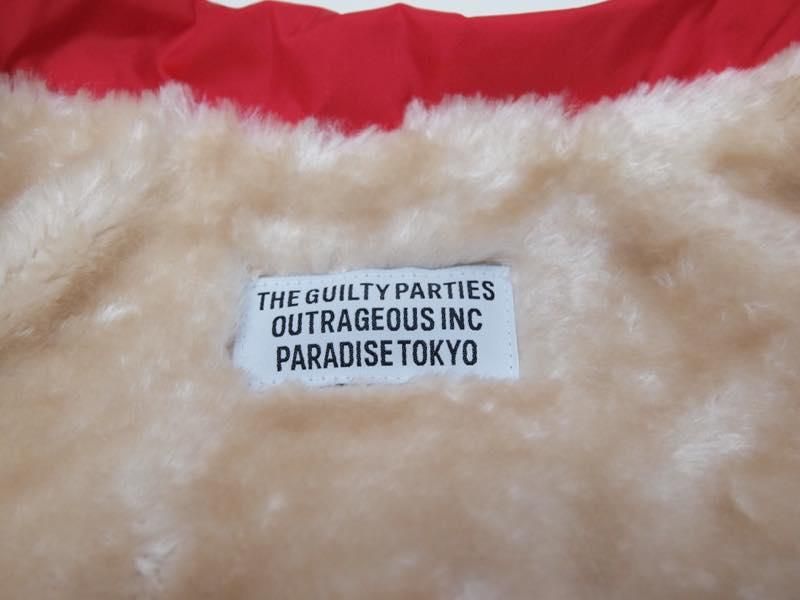 THE GUILTY PARTIES
OUTRAGEOUS INC
PARADISE TOKYO